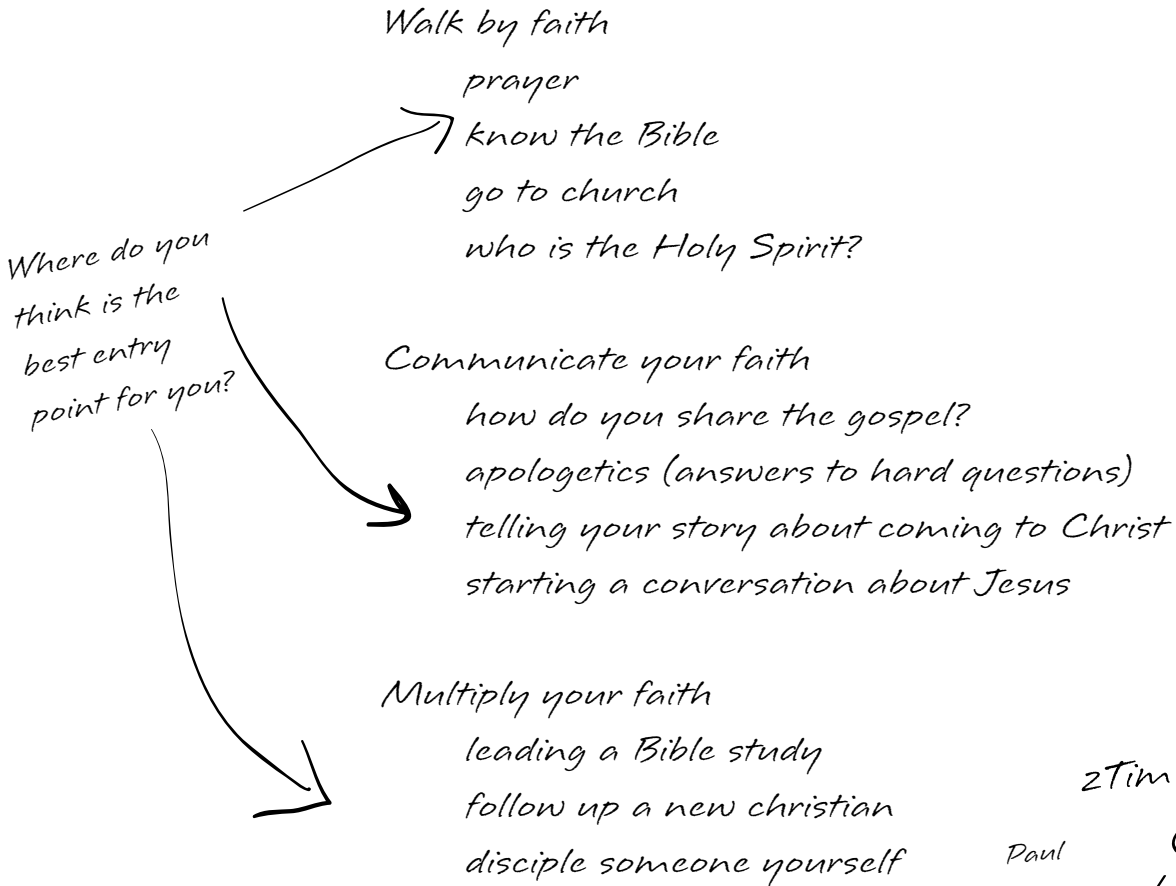 Walk by faith
prayer
know the Bible
go to church
who is the Holy Spirit?
Where do you
think is the
best entry
point for you?
Communicate your faith
how do you share the gospel?
apologetics (answers to hard questions)
telling your story about coming to Christ
starting a conversation about Jesus
Multiply your faith
leading a Bible study
follow up a new christian
disciple someone yourself
2Tim
Paul